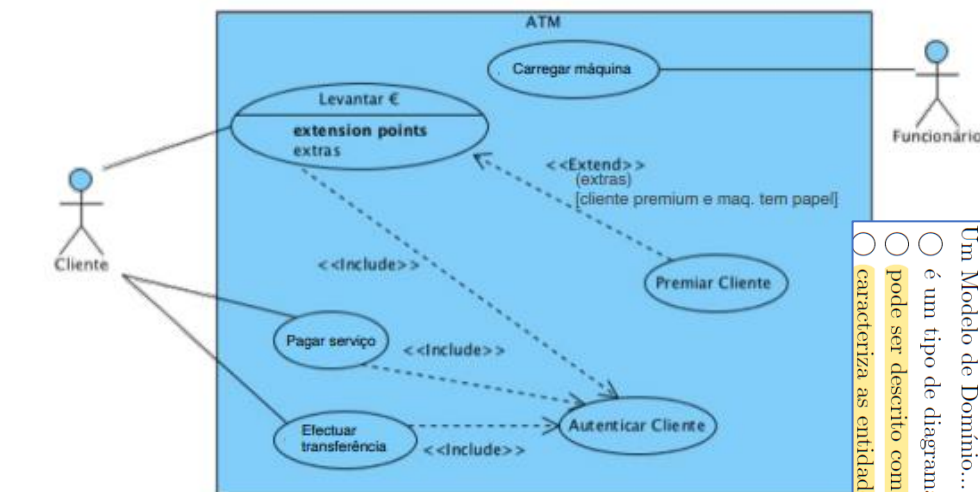 ATM
Carregar máquina
Funcionário
Levantar €
extension points
extras
<<Extend>>
(extras)
[cliente premium e maq. tem papel]
Cliente
<<Include>>
Premiar Cliente
Pagar serviço
<<Include>>
Autenticar Cliente
Efectuar
transferência
<<Include>>
Um Modelo de Domínio...
é um tipo de diagram
pode ser descrito com
caracteriza as entidad